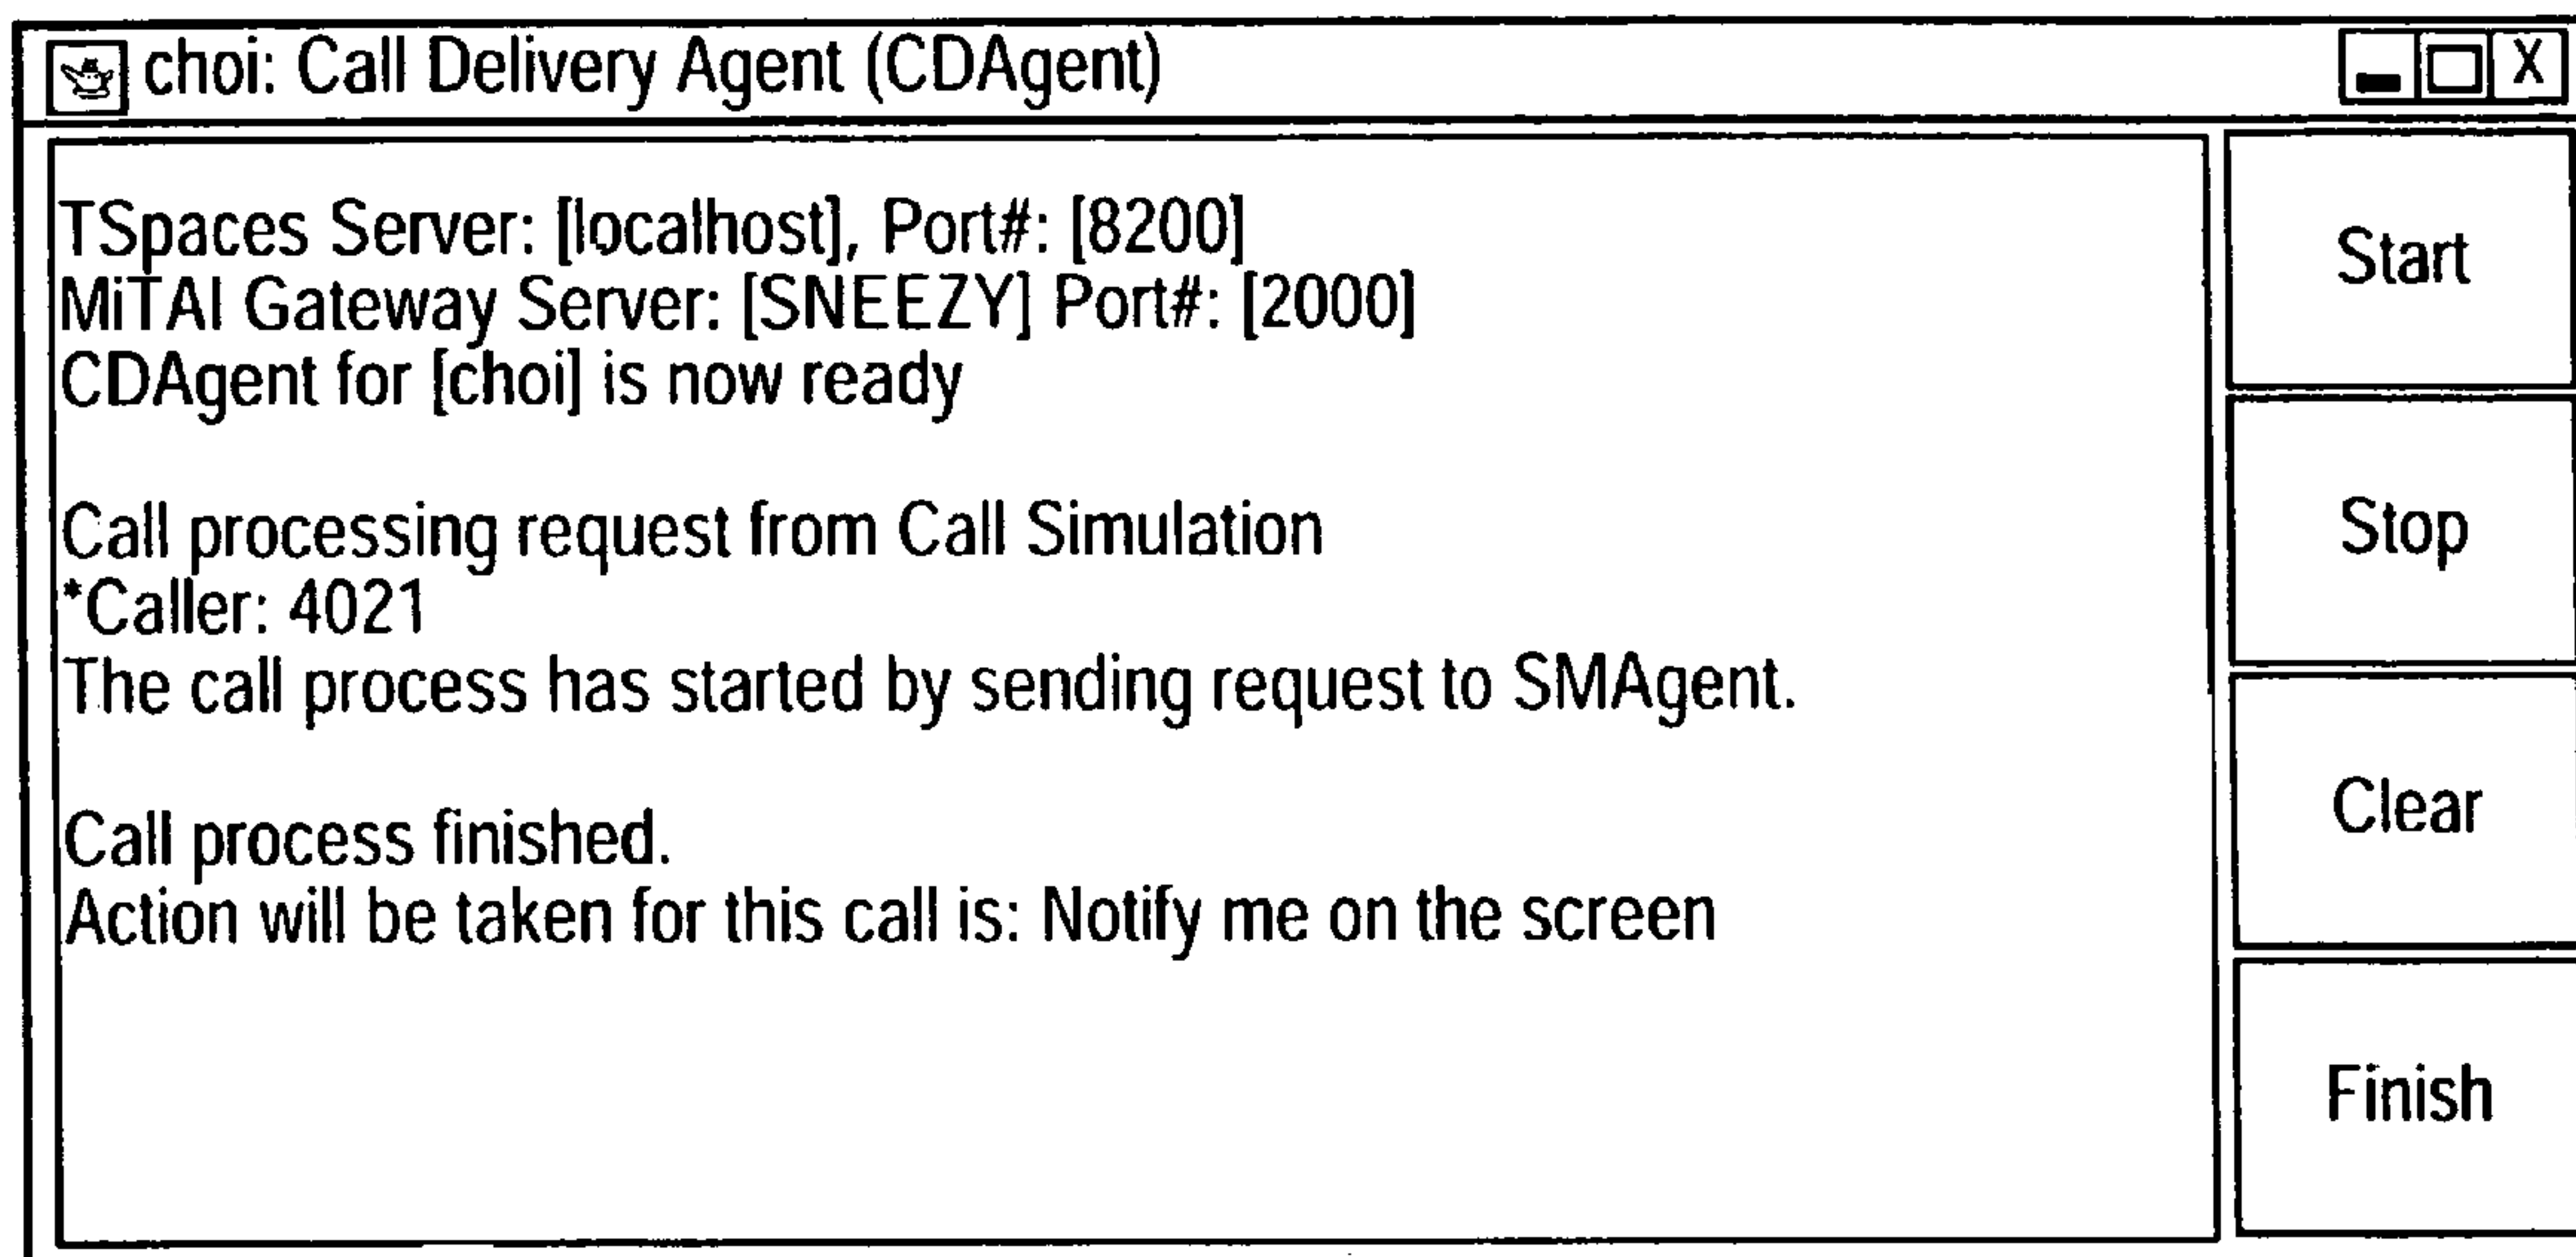 choi: Call Delivery Agent (CDAgent)
X
TSpaces Server: [localhost], Port#: [8200]
MiTAI Gateway Server: [SNEEZY] Port#: [2000]
CDAgent for [choi] is now ready
Call processing request from Call Simulation
*Caller: 4021
The call process has started by sending request to SMAgent.
Call process finished.
Action will be taken for this call is: Notify me on the screen
Start
Stop
Clear
Finish